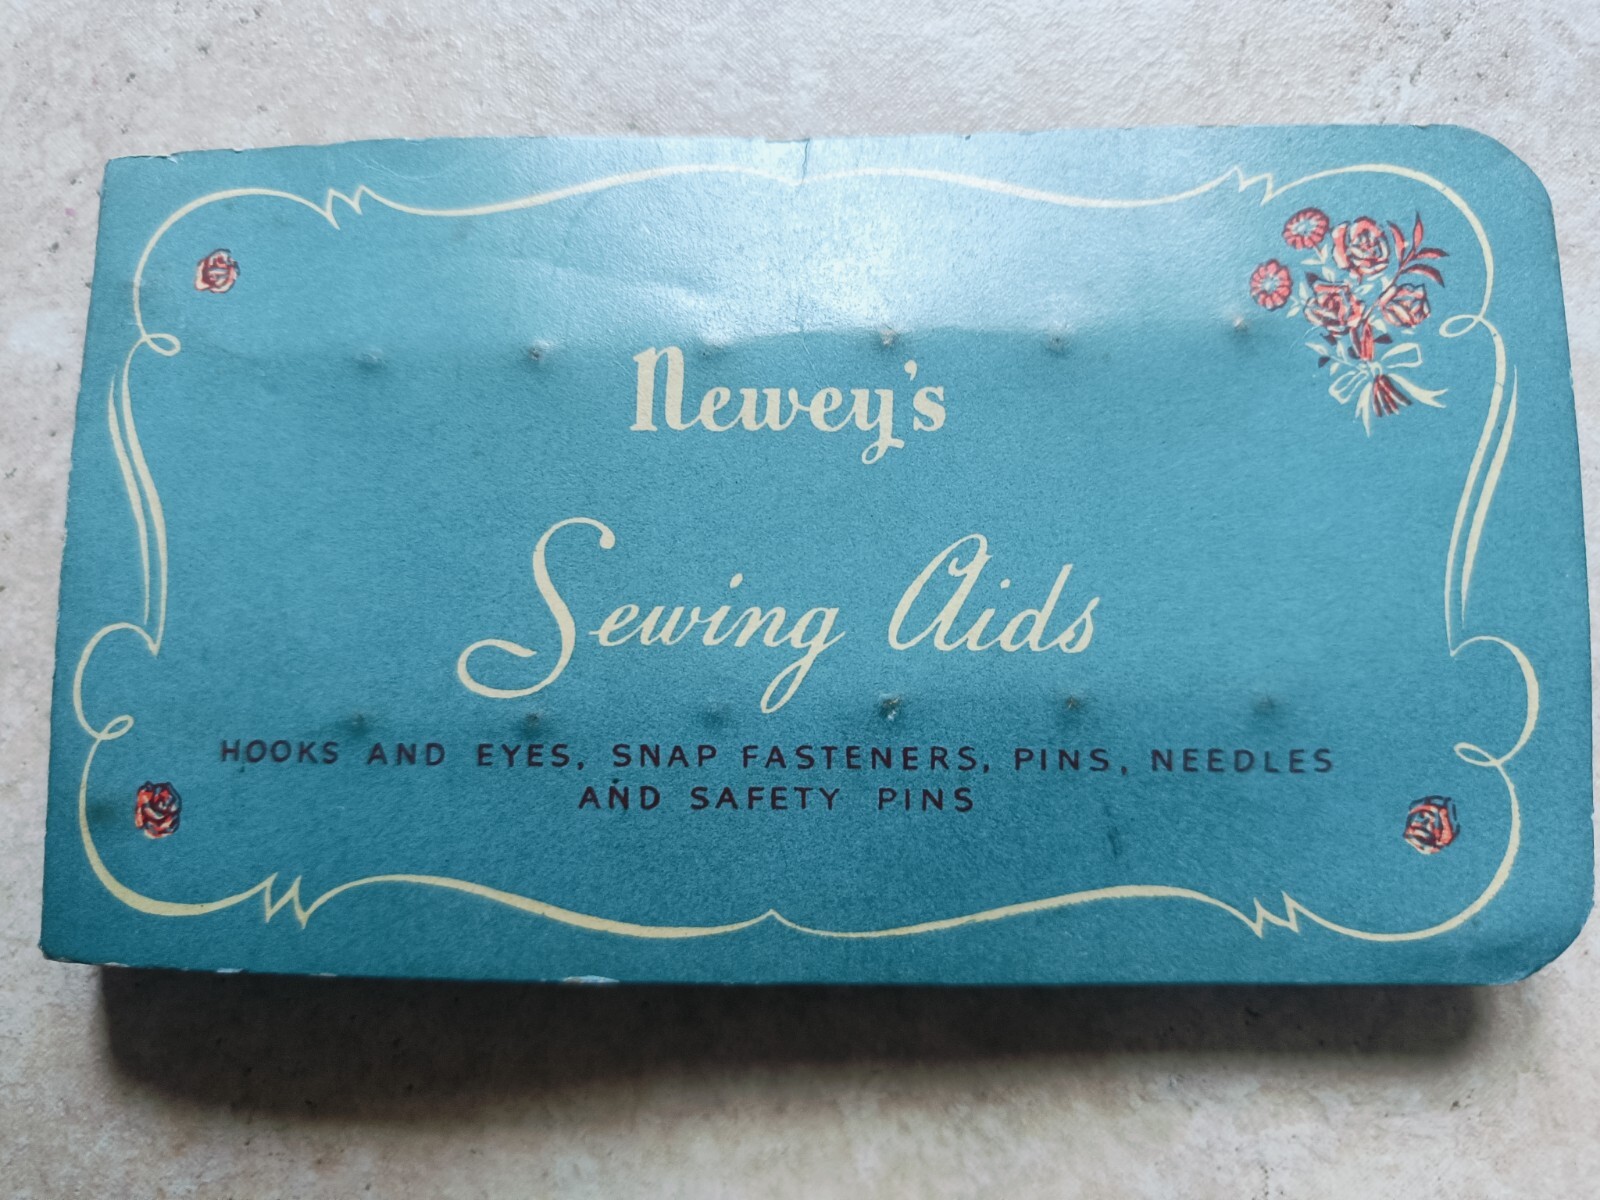 Newey's
Sewing Aids
HOOKS AND EYES, SNAP FASTENERS, PINS, NEEDLES
AND SAFETY PINS